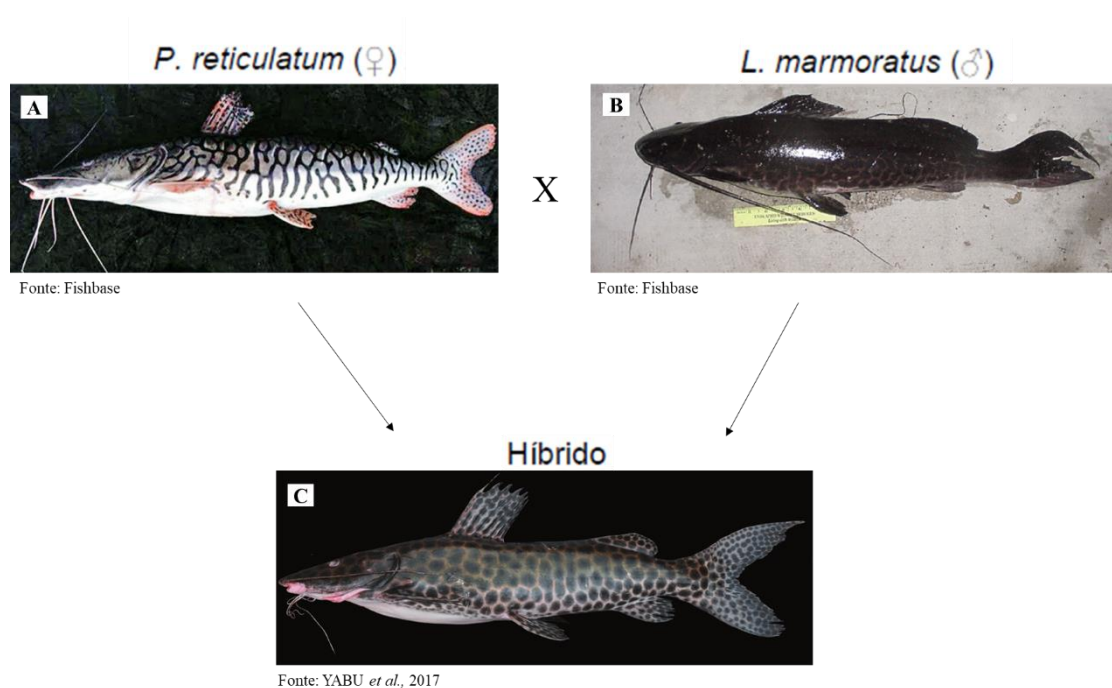 P. reticulatum (♀)
L. marmoratus (♂)
A
B
X
Fonte: Fishbase
Fonte: Fishbase
Híbrido
C
Fonte: YABU et al., 2017